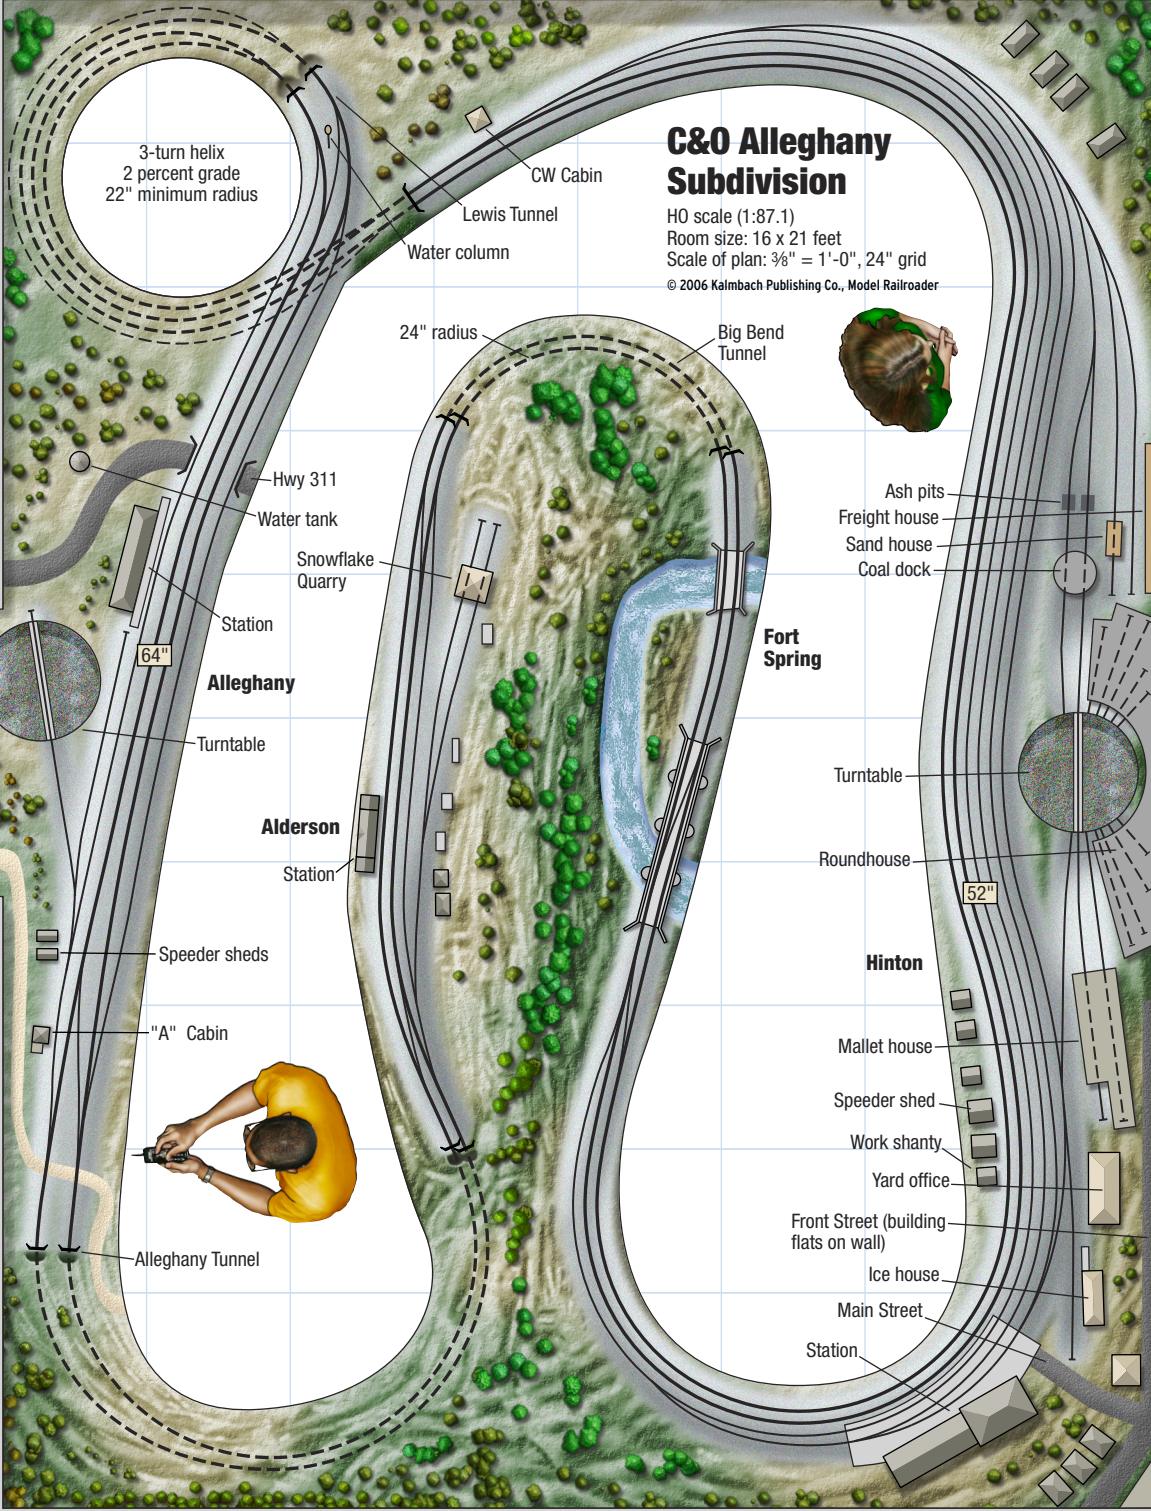 3-turn helix
2 percent grade
22" minimum radius
C&O Alleghany
Subdivision
HO scale (1:87.1)
Room size: 16 x 21 feet
Scale of plan: ⅜" = 1'-0", 24" grid
© 2006 Kalmbach Publishing Co., Model Railroader
CW Cabin
Lewis Tunnel
Water column
24" radius
Big Bend
Tunnel
Hwy 311
Water tank
Snowflake
Quarry
Station
64"
Alleghany
Turntable
Alderson
Station
Speeder sheds
"A" Cabin
Alleghany Tunnel
Fort
Spring
Ash pits
Freight house
Sand house
Coal dock
Turntable
Roundhouse
52"
Hinton
Mallet house
Speeder shed
Work shanty
Yard office
Front Street (building
flats on wall)
Ice house
Main Street
Station